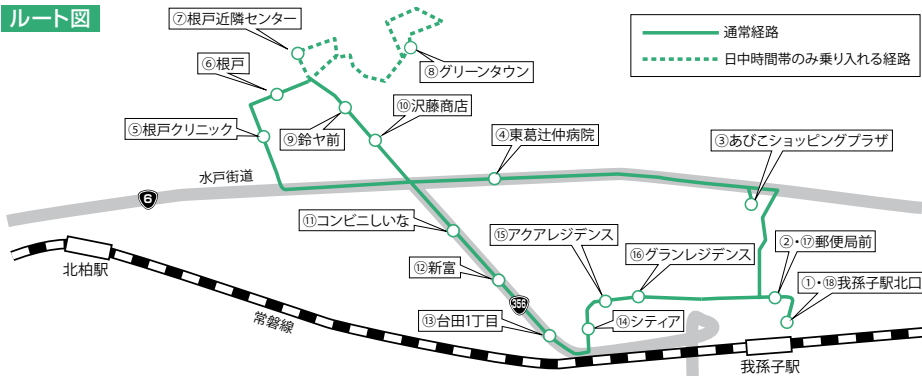 ルート図
⑦根戸近隣センター
通常経路
日中時間帯のみ乗り入れる経路
⑥根戸
⑧グリーンタウン
⑩沢藤商店
⑤根戸クリニック
⑨鈴ヤ前
④東葛辻仲病院
③あびこショッピングプラザ
水戸街道
6
⑪コンビニしいな
⑮アクアレジデンス
⑯グランレジデンス
②・⑰郵便局前
北柏駅
⑫新富
①・⑱我孫子駅北口
356
常磐線
⑬台田1丁目
⑭シティア
我孫子駅